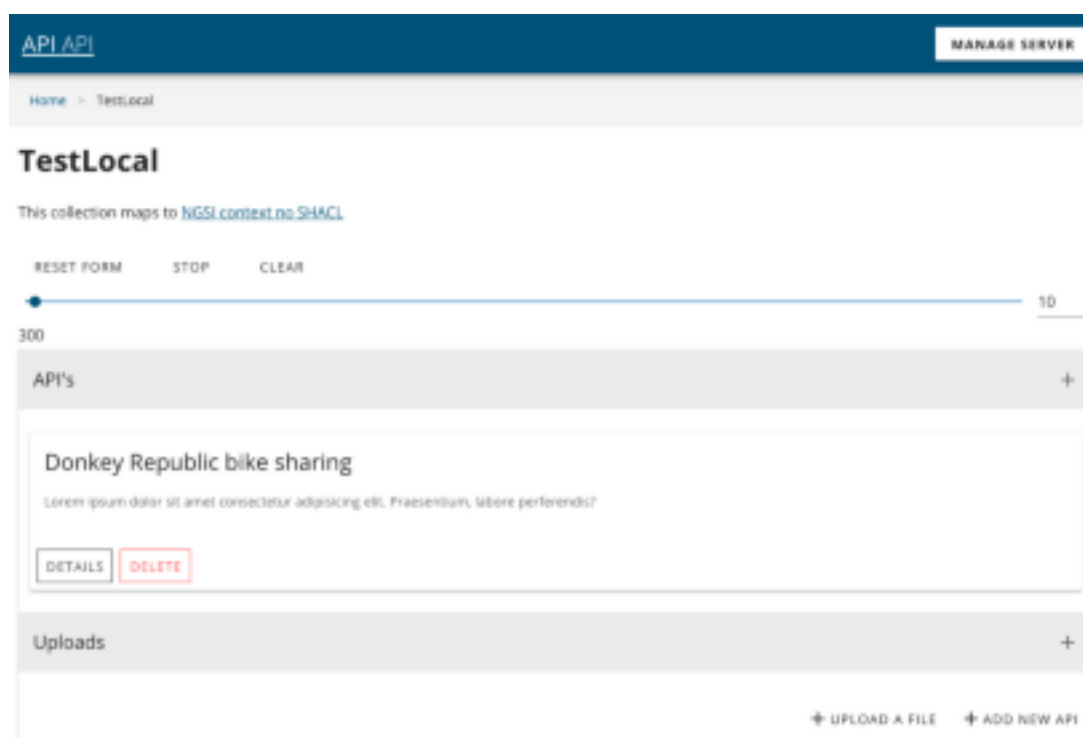 API API
MANAGE SERVER
Home > TestLocal
TestLocal
This collection maps to NGSI context no SHACL
RESET FORM STOP CLEAR
10
300
API's +
Donkey Republic bike sharing
Lorem ipsum dolor sit amet consectetur adipisicing elit. Praesentium, labore perferendis?
DETAILS DELETE
Uploads +
+ UPLOAD A FILE + ADD NEW API